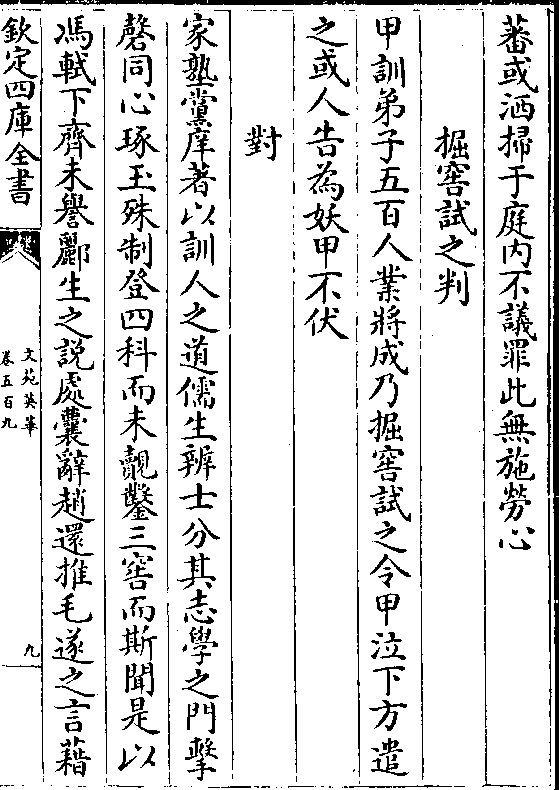 蕃或洒掃于庭内不議罪此無施勞心
掘窖試之判
甲訓弟子五百人業將成乃掘窖試之令甲泣下方遣
之或人告為妖甲不伏
對
家塾黨庠著以訓人之道儒生辨士分其志學之門擊
磬同心琢玉殊制登四科而未覿鑿三窖而斯聞是以
馮軾下齊未譽酈生之說處囊辭趙還推毛遂之言藉
欽定四庫全書
文苑英華
卷五百九
九